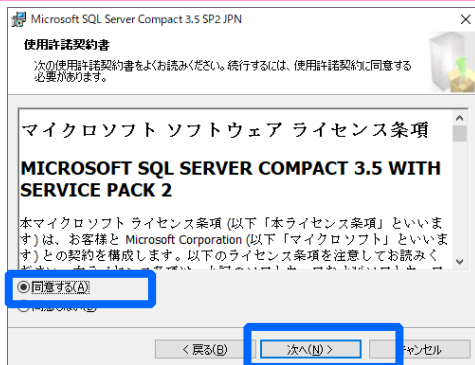 Microsoft SQL Server Compact 3.5 SP2 JPN
使用許諾契約書
次の使用許諾契約書をよくお読みください。続行するには、使用許諾契約に同意する
必要があります。
マイクロソフト ソフトウェア ライセンス条項
MICROSOFT SQL SERVER COMPACT 3.5 WITH
SERVICE PACK 2
本マイクロソフト ライセンス条項 (以下「本ライセンス条項」といいま
す) は、お客様と Microsoft Corporation (以下「マイクロソフト」といいま
す) との契約を構成します。以下のライセンス条項を注意してお読みく
同意する(A)
< 戻る(B)
次へ(N) >
ャンセル